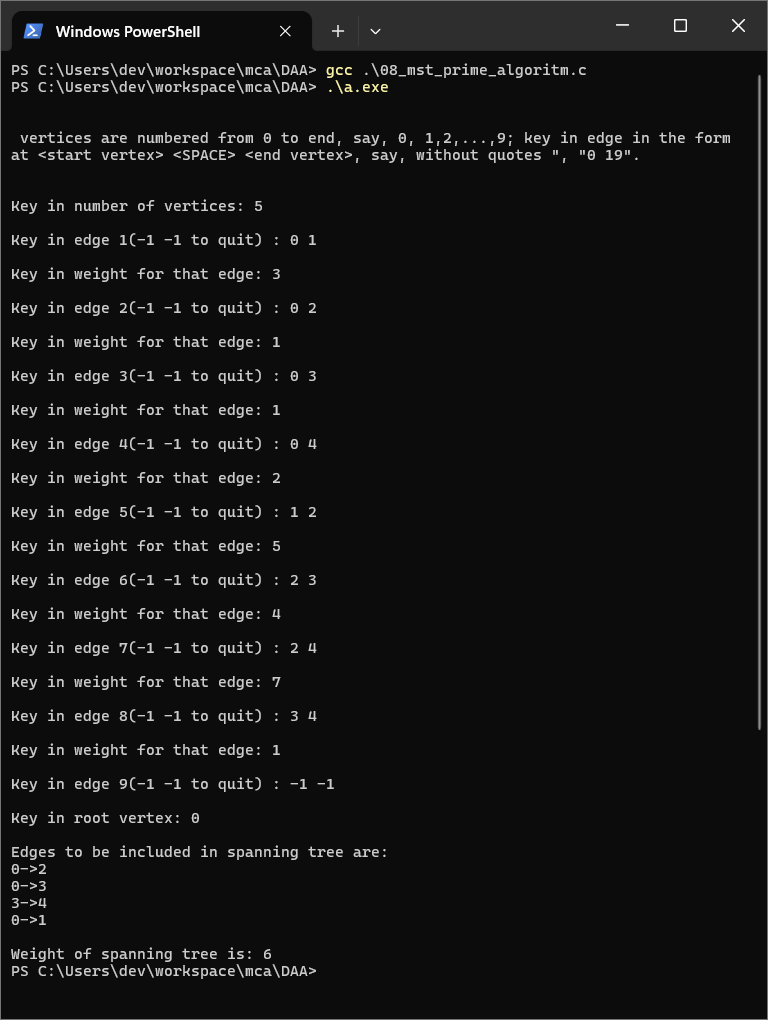 Windows PowerShell
PS C:\Users\dev\workspace\mca\DAA> gcc .\08_mst_prime_algoritm.c
PS C:\Users\dev\workspace\mca\DAA> .\a.exe
vertices are numbered from 0 to end, say, 0, 1,2,...,9; key in edge in the form
at <start vertex> <SPACE> <end vertex>, say, without quotes ", "0 19".
Key in number of vertices: 5
Key in edge 1(-1 -1 to quit) : 0 1
Key in weight for that edge: 3
Key in edge 2(-1 -1 to quit) : 0 2
Key in weight for that edge: 1
Key in edge 3(-1 -1 to quit) : 0 3
Key in weight for that edge: 1
Key in edge 4(-1 -1 to quit) : 0 4
Key in weight for that edge: 2
Key in edge 5(-1 -1 to quit) : 1 2
Key in weight for that edge: 5
Key in edge 6(-1 -1 to quit) : 2 3
Key in weight for that edge: 4
Key in edge 7(-1 -1 to quit) : 2 4
Key in weight for that edge: 7
Key in edge 8(-1 -1 to quit) : 3 4
Key in weight for that edge: 1
Key in edge 9(-1 -1 to quit) : -1 -1
Key in root vertex: 0
Edges to be included in spanning tree are:
0->2
0->3
3->4
0->1
Weight of spanning tree is: 6
PS C:\Users\dev\workspace\mca\DAA>